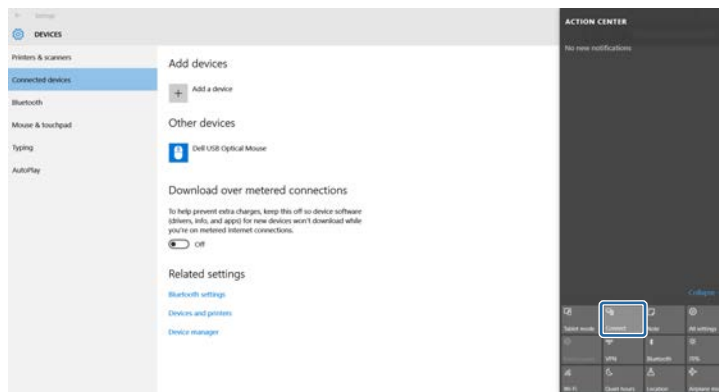 Settings
DEVICES
Printers & scanners
Connected devices
Bluetooth
Mouse & touchpad
Typing
AutoPlay
Add devices
Add a device
Other devices
Dell USB Optical Mouse
Download over metered connections
To help prevent extra charges, keep this off so device software
(drivers, info, and apps) for new devices won't download while
you're on metered Internet connections.
Off
Related settings
Bluetooth settings
Devices and printers
Device manager
ACTION CENTER
No new notifications
Collapse
Tablet mode
Connect
Note
All settings
VPN
Bluetooth
Wi-Fi
Quiet hours
Location
Airplane mo